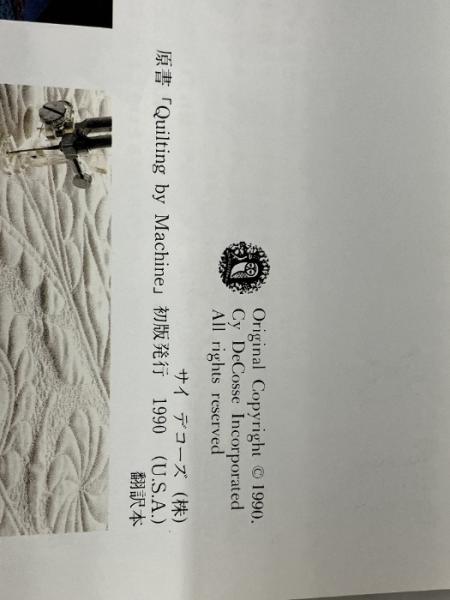 Original Copyright © 1990.
Cy DeCosse Incorporated
All rights reserved
サイ デコーズ (株)
原書「Quilting by Machine」初版発行 1990 (U.S.A.)
翻訳本